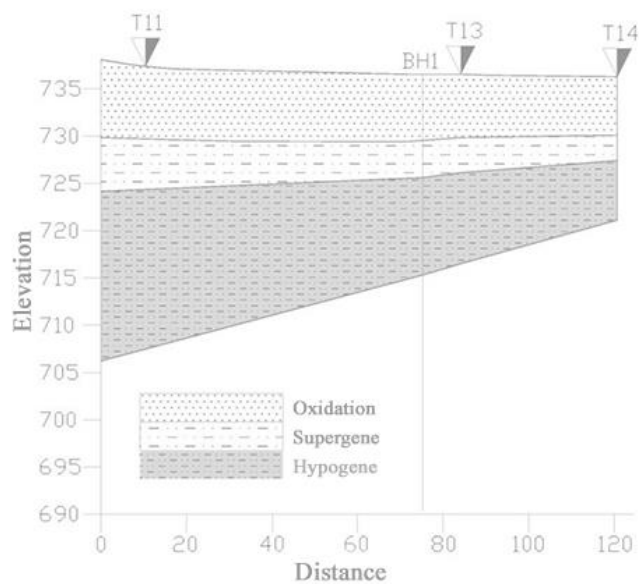 T11
BH1
T13
T14
735
730
725
720
715
710
705
700
695
690
Elevation
Oxidation
Supergene
Hypogene
0
20
40
60
80
100
120
Distance